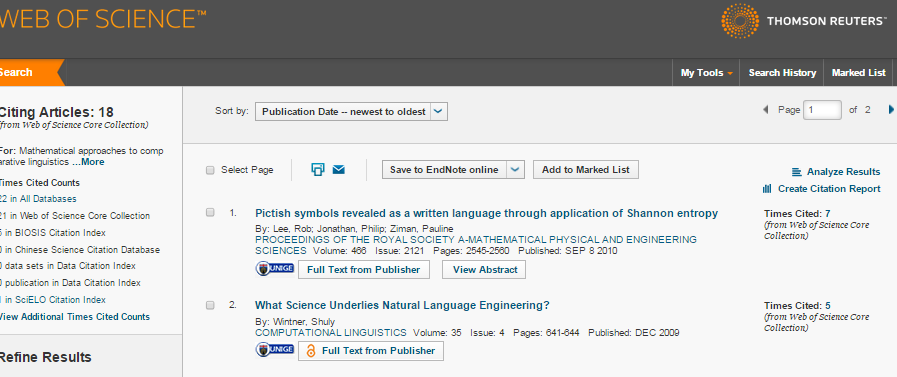 WEB OF SCIENCE™
THOMSON REUTERS™
Search
My Tools
Search History
Marked List
Citing Articles: 18
(from Web of Science Core Collection)
For: Mathematical approaches to comp
arative linguistics ...More
Times Cited Counts
22 in All Databases
21 in Web of Science Core Collection
in BIOSIS Citation Index
0 in Chinese Science Citation Database
0 data sets in Data Citation Index
0 publication in Data Citation Index
1 in SciELO Citation Index
View Additional Times Cited Counts
Refine Results
Sort by: Publication Date -- newest to oldest
Page 1 of 2
Select Page
Save to EndNote online
Add to Marked List
Analyze Results
Create Citation Report
1. Pictish symbols revealed as a written language through application of Shannon entropy
By: Lee, Rob; Jonathan, Philip; Ziman, Pauline
PROCEEDINGS OF THE ROYAL SOCIETY A-MATHEMATICAL PHYSICAL AND ENGINEERING
SCIENCES Volume: 466 Issue: 2121 Pages: 2545-2560 Published: SEP 8 2010
UNIGE Full Text from Publisher View Abstract
Times Cited: 7
(from Web of Science Core
Collection)
2. What Science Underlies Natural Language Engineering?
By: Wintner, Shuly
COMPUTATIONAL LINGUISTICS Volume: 35 Issue: 4 Pages: 641-644 Published: DEC 2009
UNIGE Full Text from Publisher
Times Cited: 5
(from Web of Science Core
Collection)